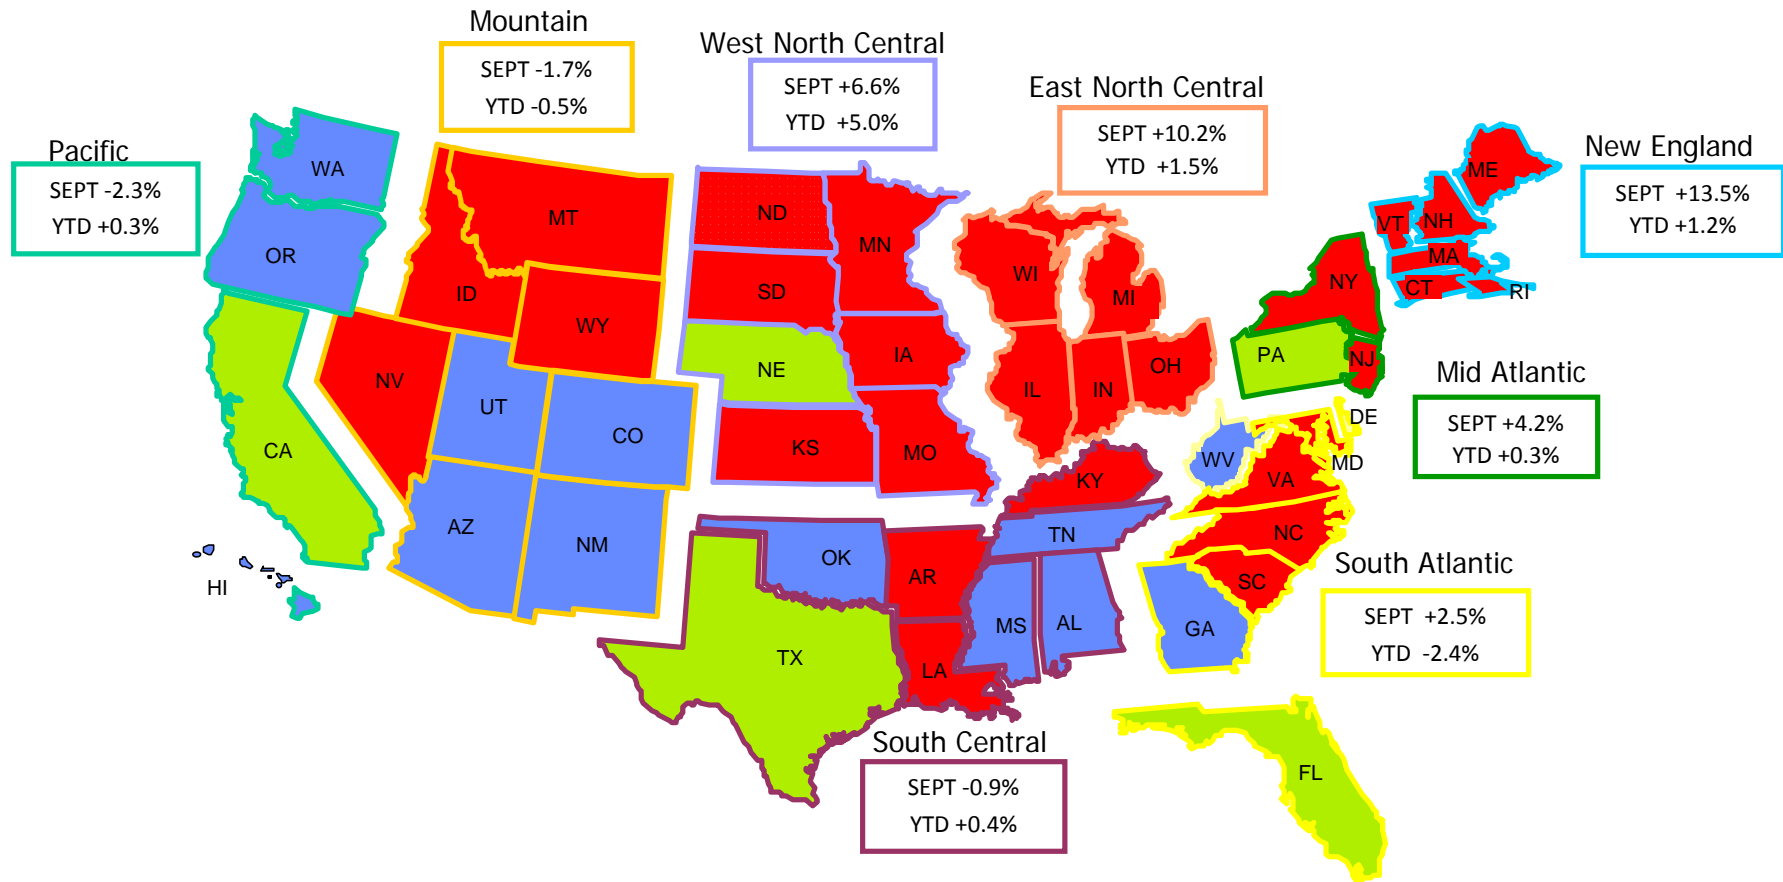 Mountain
SEPT -1.7%
YTD -0.5%
West North Central
SEPT +6.6%
YTD +5.0%
East North Central
SEPT +10.2%
YTD +1.5%
New England
SEPT +13.5%
YTD +1.2%
Pacific
SEPT -2.3%
YTD +0.3%
Mid Atlantic
SEPT +4.2%
YTD +0.3%
South Atlantic
SEPT +2.5%
YTD -2.4%
South Central
SEPT -0.9%
YTD +0.4%
WA
OR
CA
HI
MT
ID
WY
NV
UT
CO
AZ
NM
ND
SD
NE
KS
MN
IA
MO
WI
MI
IL
IN
OH
KY
TN
OK
AR
TX
LA
MS
AL
ME
VT
NH
MA
CT
RI
NY
PA
NJ
DE
MD
WV
VA
NC
SC
GA
FL